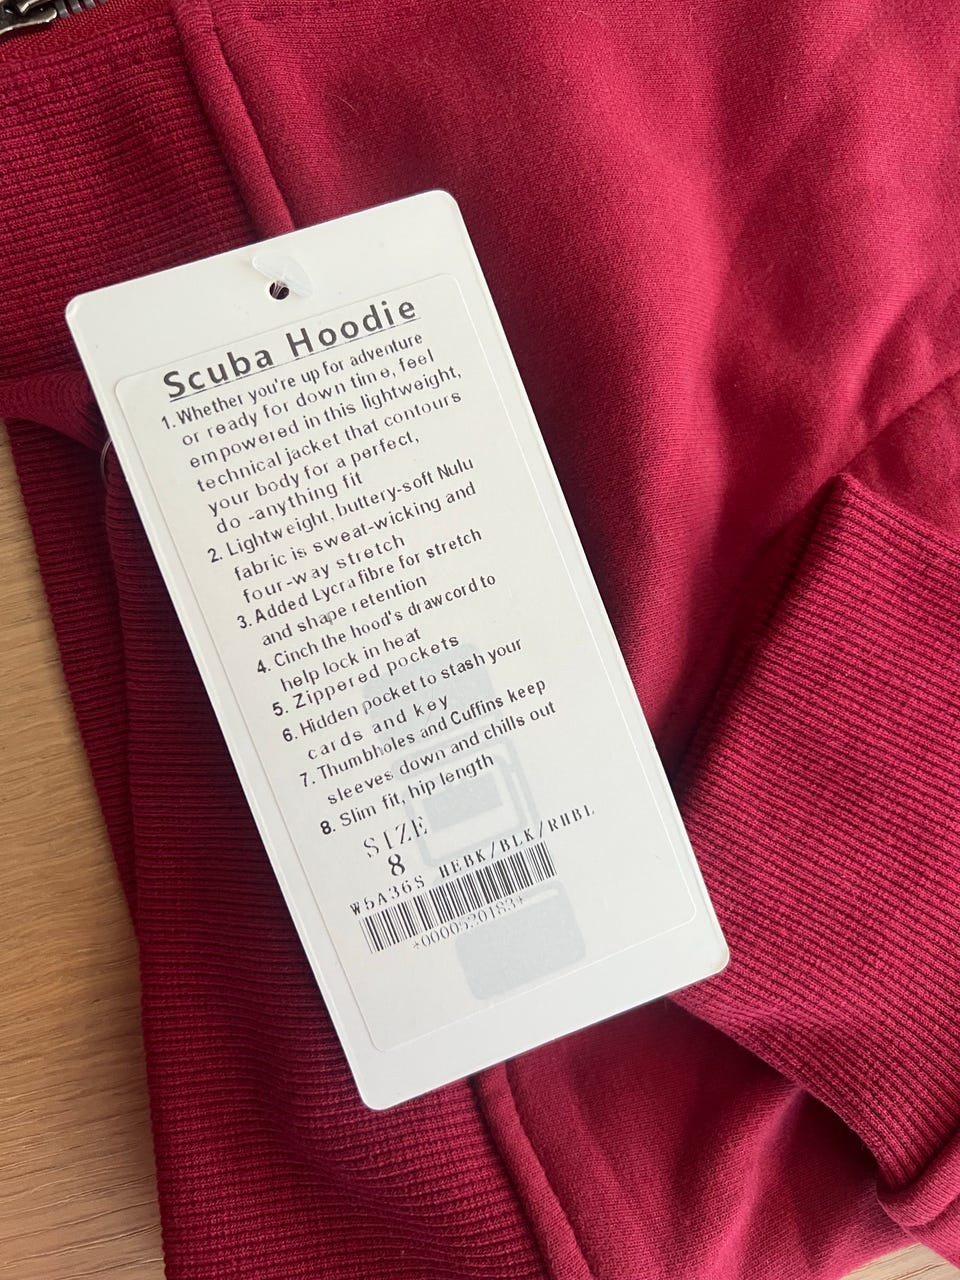 Scuba Hoodie
1. Whether you're up for adventure
or ready for down time, feel
empowered in this lightweight,
technical jacket that contours
your body for a perfect,
do -anything fit
2. Lightweight, buttery-soft Nulu
fabric is sweat-wicking and
four-way stretch
3. Added Lycra fibre for stretch
and shape retention
4. Cinch the hood's drawcord to
help lock in heat
5. Zippered pockets
6. Hidden pocket to stash your
cards and key
7. Thumbholes and Cuffins keep
sleeves down and chills out
8. Slim fit, hip length
SIZE
8
W5A36S HEBK/BLK/RHBL
*0000520183*